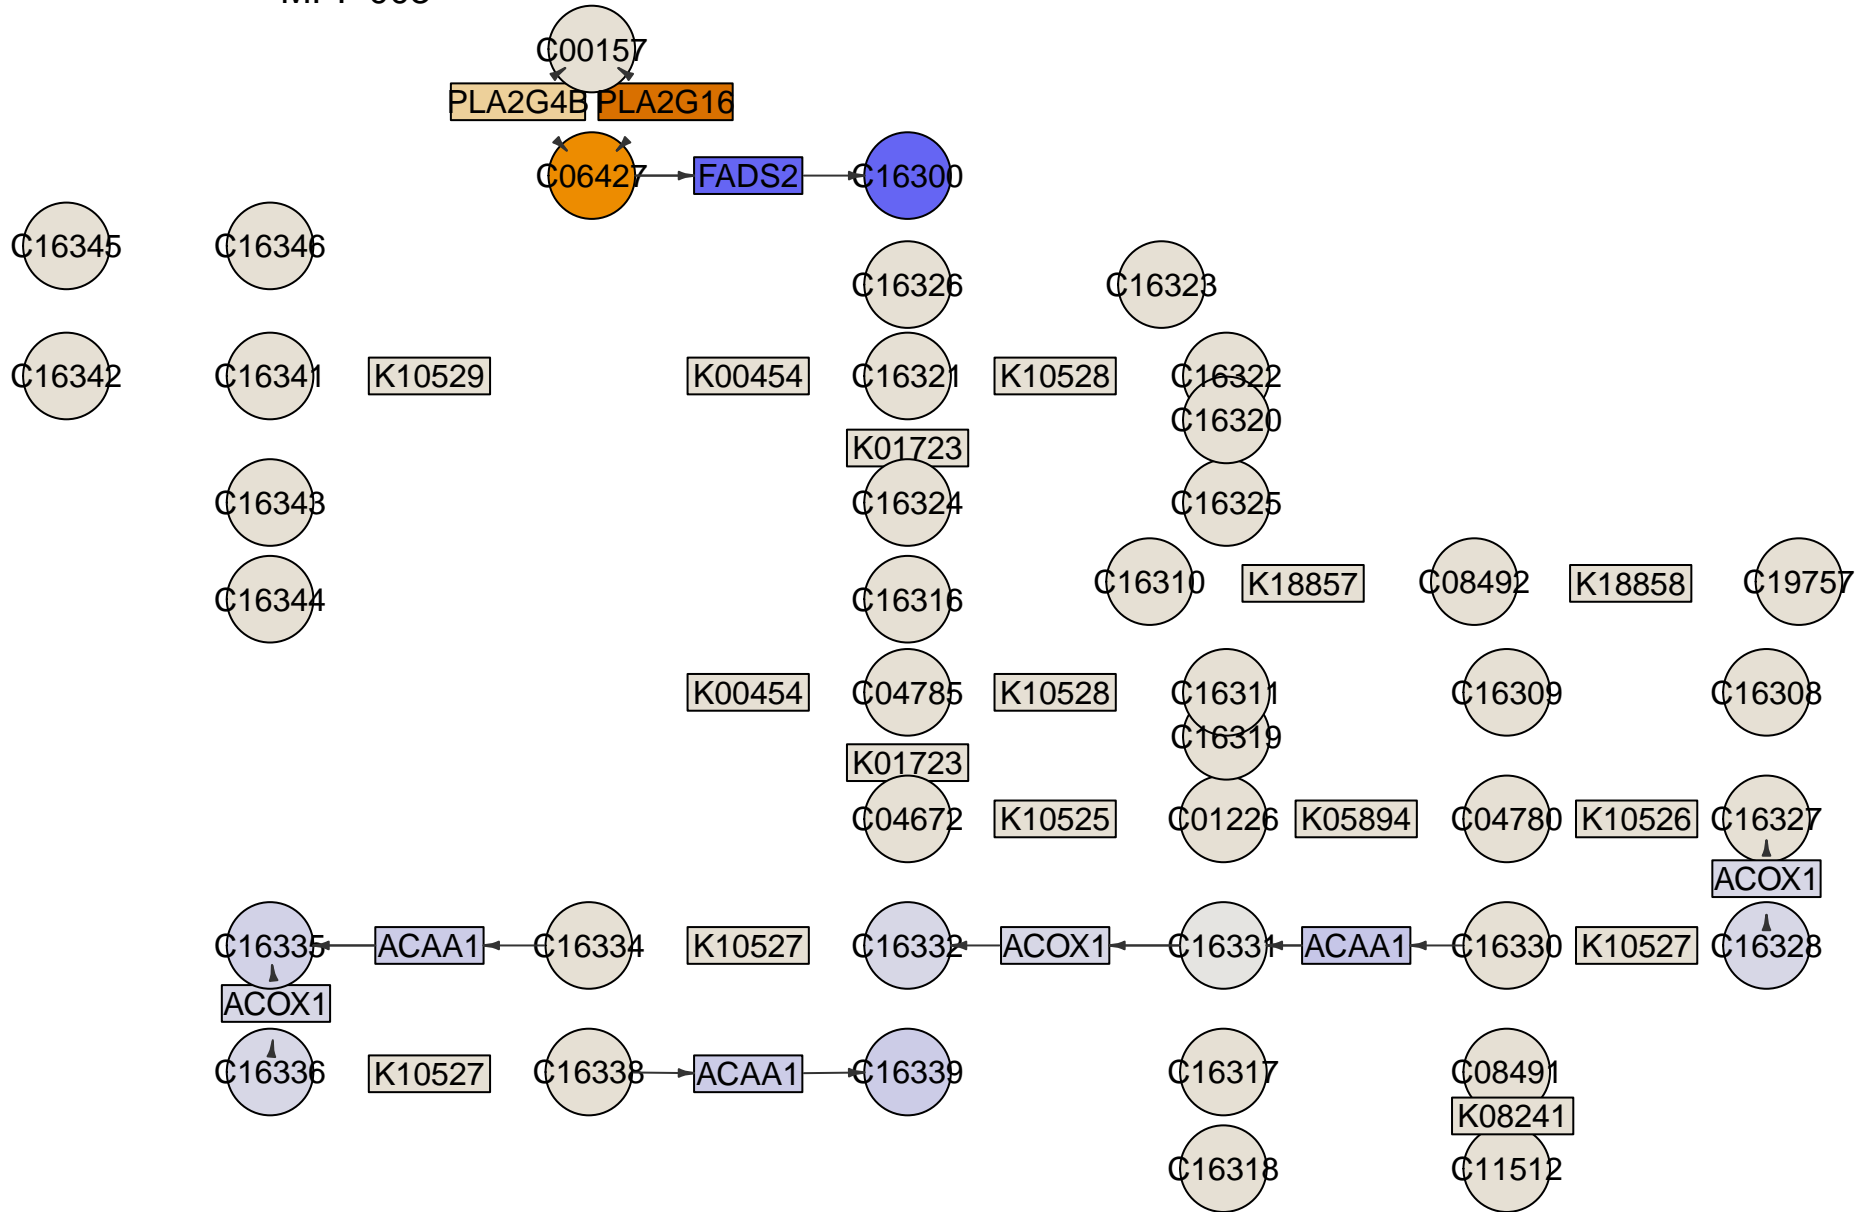 C00157
PLA2G4B PLA2G16
C06427 FADS2 C16300
C16345 C16346
C16326 C16323
C16342 C16341 K10529 K00454 C16321 K10528 C16322
C16320
K01723
C16343 C16324 C16325
C16310 K18857 C08492 K18858 C19757
C16344 C16316
K00454 C04785 K10528 C16311 C16309 C16308
C16319
K01723
C04672 K10525 C01226 K05894 C04780 K10526 C16327
ACOX1
C16335 ACAA1 C16334 K10527 C16332 ACOX1 C16331 ACAA1 C16330 K10527 C16328
ACOX1
C16336 K10527 C16338 ACAA1 C16339 C16317 C08491
K08241
C16318 C11512